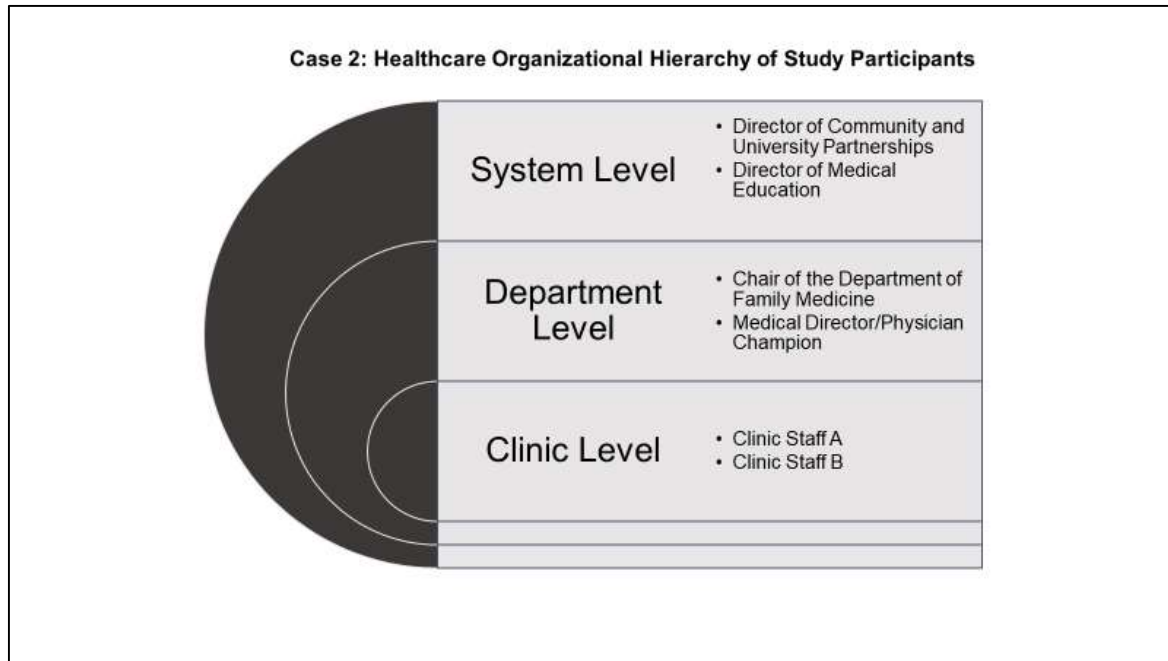 Case 2: Healthcare Organizational Hierarchy of Study Participants
System Level
• Director of Community and
University Partnerships
• Director of Medical
Education
Department
Level
• Chair of the Department of
Family Medicine
• Medical Director/Physician
Champion
Clinic Level
• Clinic Staff A
• Clinic Staff B